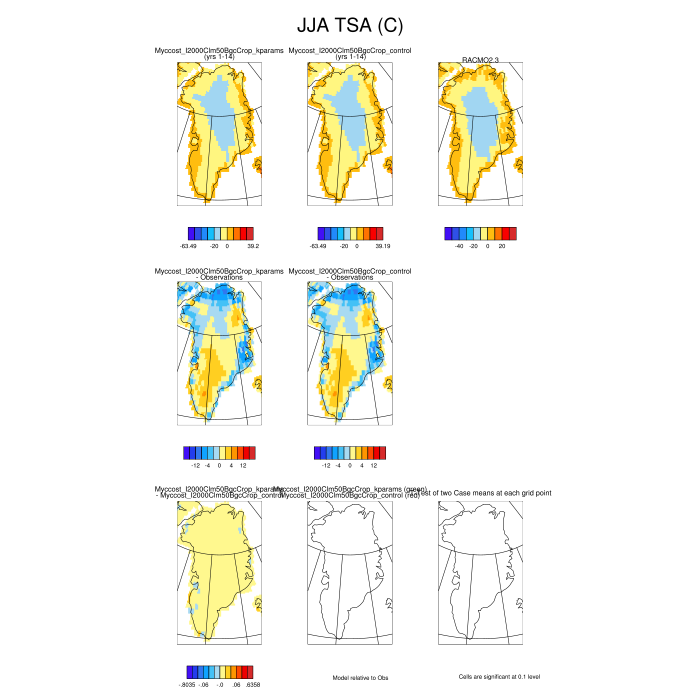 JJA TSA (C)
Myccost_I2000Clm50BgcCrop_kparams
(yrs 1-14)
Myccost_I2000Clm50BgcCrop_control
(yrs 1-14)
RACMO2.3
-63.49 -20 0 39.2
-63.49 -20 0 39.19
-40 -20 0 20
Myccost_I2000Clm50BgcCrop_kparams
- Observations
Myccost_I2000Clm50BgcCrop_control
- Observations
-12 -4 0 4 12
-12 -4 0 4 12
Myccost_I2000Clm50BgcCrop_kparams
- Myccost_I2000Clm50BgcCrop_control
Myccost_I2000Clm50BgcCrop_kparams (green)
Myccost_I2000Clm50BgcCrop_control (red)
est of two Case means at each grid point
-.8035 -.06 -.0 .06 .6358
Model relative to Obs
Cells are significant at 0.1 level